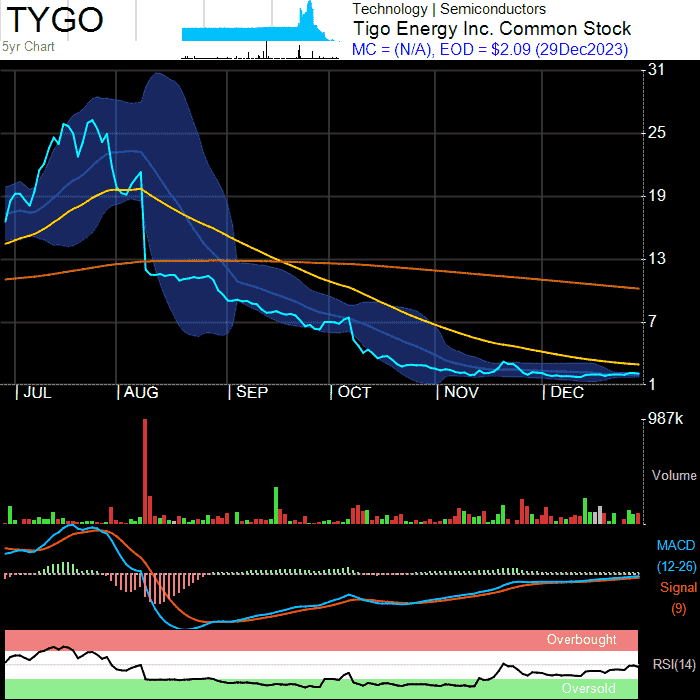 TYGO
5yr Chart
Technology | Semiconductors
Tigo Energy Inc. Common Stock
MC = (N/A), EOD = $2.09 (29Dec2023)
31
25
19
13
7
1
| JUL | AUG | SEP | OCT | NOV | DEC
987k
Volume
MACD
(12-26)
Signal
(9)
Overbought
RSI(14)
Oversold